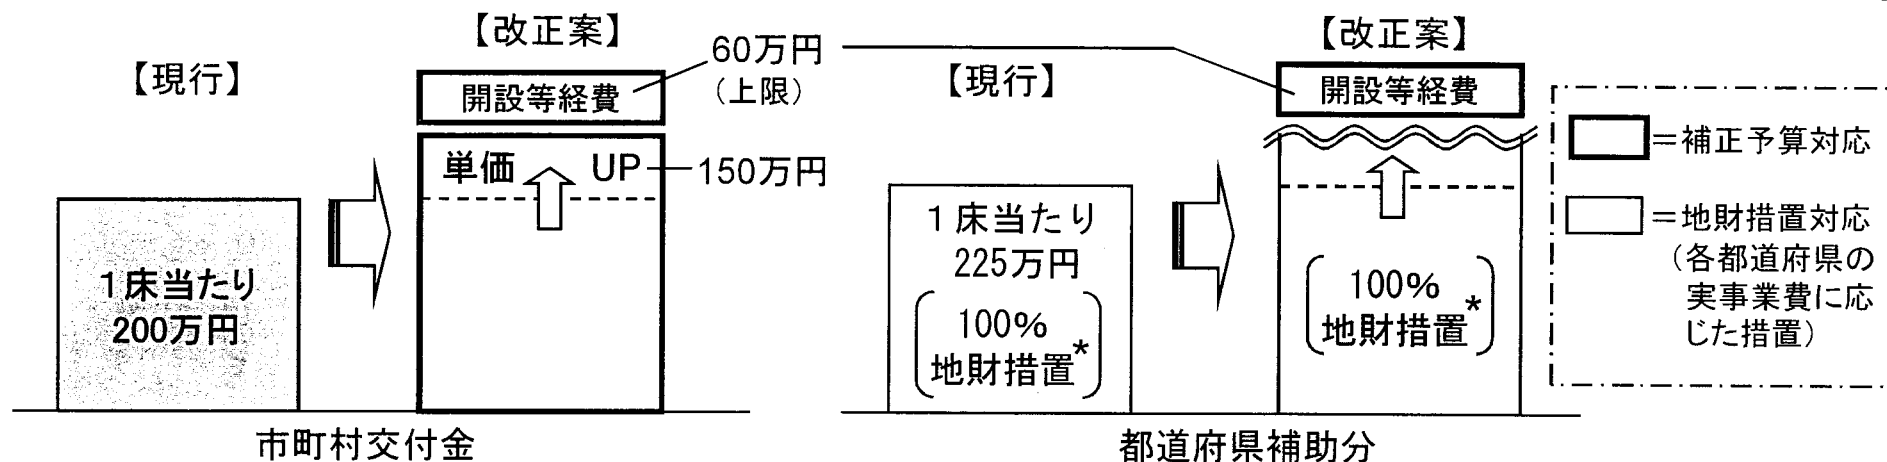 【現行】
1床当たり
200万円
【改正案】
開設等経費
60万円
(上限)
単価 UP
150万円
市町村交付金
【現行】
1床当たり
225万円
100%
地財措置*
【改正案】
開設等経費
100%
地財措置*
都道府県補助分
=補正予算対応
=地財措置対応
(各都道府県の
実事業費に応
じた措置)